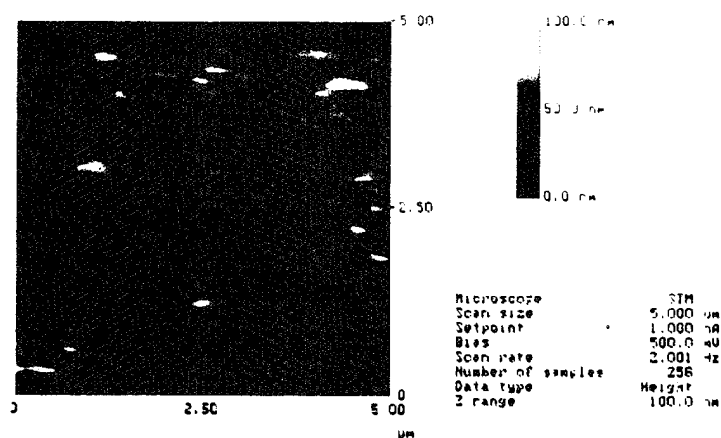 5.00
2.50
0
0
2.50
5.00
µm
100.0 nm
50.0 nm
0.0 nm
Microscope STM
Scan size 5.000 µm
Setpoint 1.000 nA
Bias 500.0 mV
Scan rate 2.001 Hz
Number of samples 256
Data type Height
Z range 100.0 nm